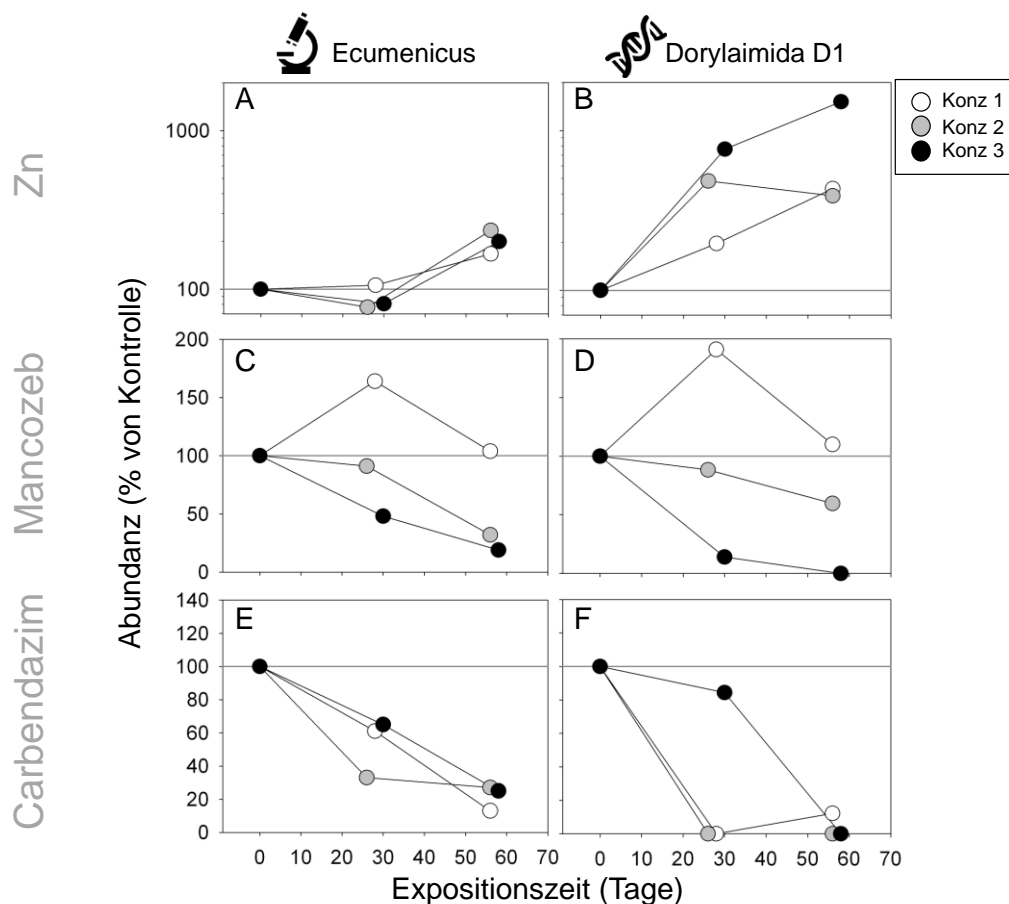 Ecumenicus
Dorylaimida D1
Zn
Mancozeb
Carbendazim
Abundanz (% von Kontrolle)
A
1000
100
B
Konz 1
Konz 2
Konz 3
C
200
150
100
50
0
D
E
140
120
100
80
60
40
20
0
F
0 10 20 30 40 50 60 70
0 10 20 30 40 50 60 70
Expositionszeit (Tage)